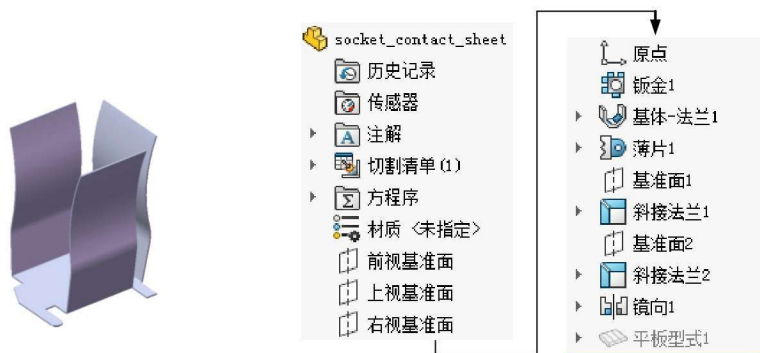 socket_contact_sheet
历史记录
传感器
注解
切割清单(1)
方程序
材质 <未指定>
前视基准面
上视基准面
右视基准面
原点
钣金1
基体-法兰1
薄片1
基准面1
斜接法兰1
基准面2
斜接法兰2
镜向1
平板型式1